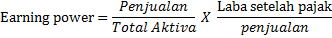 Earning power = Penjualan / Total Aktiva X Laba setelah pajak / penjualan